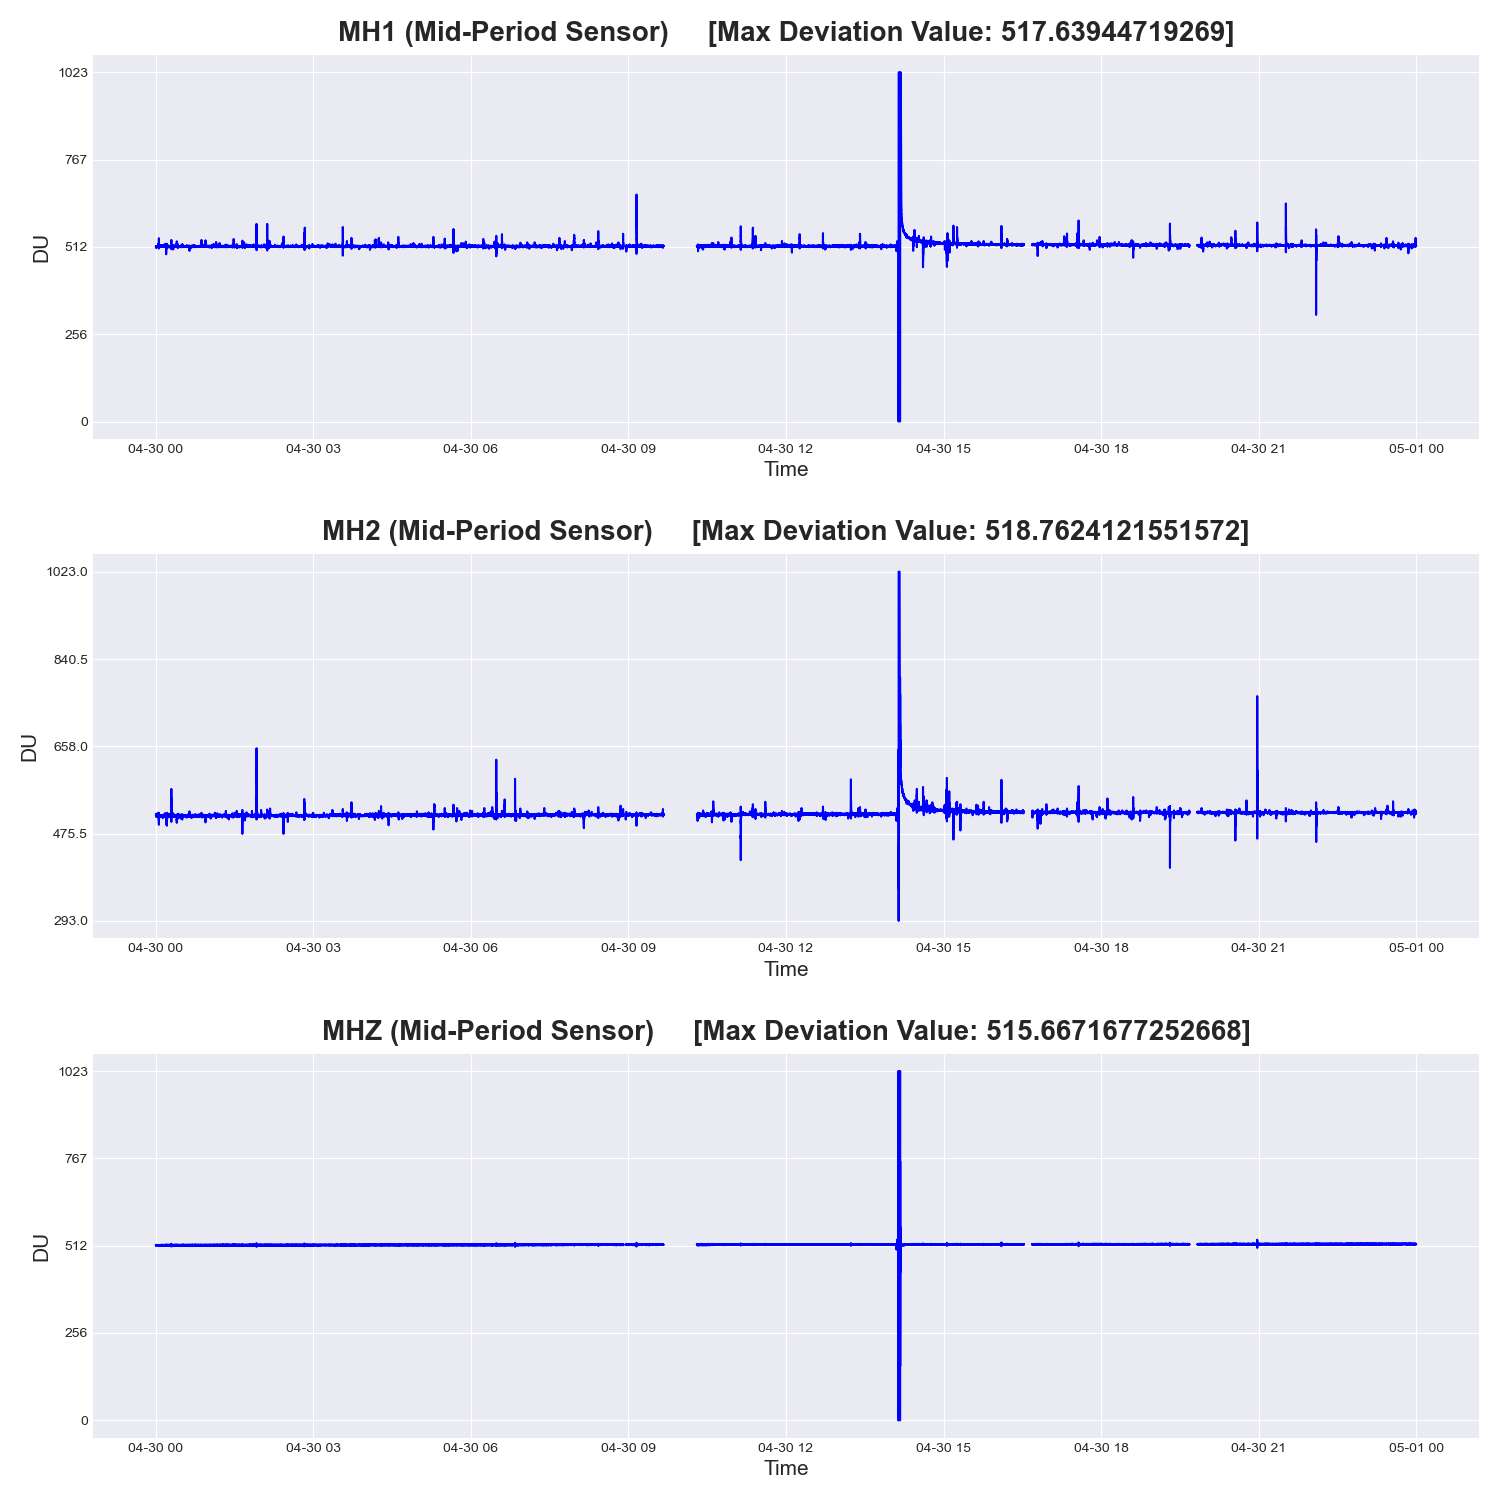 MH1 (Mid-Period Sensor) [Max Deviation Value: 517.63944719269]
1023
767
512
256
0
DU
04-30 00 04-30 03 04-30 06 04-30 09 04-30 12 04-30 15 04-30 18 04-30 21 05-01 00
Time
MH2 (Mid-Period Sensor) [Max Deviation Value: 518.7624121551572]
1023.0
840.5
658.0
475.5
293.0
DU
04-30 00 04-30 03 04-30 06 04-30 09 04-30 12 04-30 15 04-30 18 04-30 21 05-01 00
Time
MHZ (Mid-Period Sensor) [Max Deviation Value: 515.6671677252668]
1023
767
512
256
0
DU
04-30 00 04-30 03 04-30 06 04-30 09 04-30 12 04-30 15 04-30 18 04-30 21 05-01 00
Time